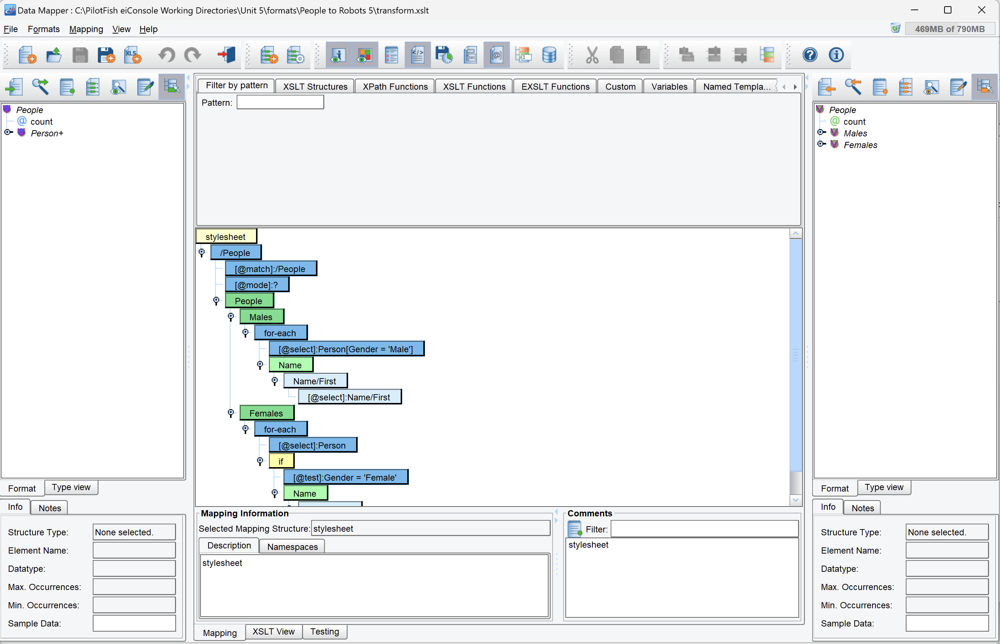 Data Mapper : C:\PilotFish eiConsole Working Directories\Unit 5\formats\People to Robots 5\transform.xslt
File Formats Mapping View Help
469MB of 790MB
XLS
People
count
Person+
Format Type view
Info Notes
Structure Type: None selected.
Element Name:
Datatype:
Max. Occurrences:
Min. Occurrences:
Sample Data:
Filter by pattern XSLT Structures XPath Functions XSLT Functions EXSLT Functions Custom Variables Named Templa...
Pattern:
stylesheet
/People
[@match]:/People
[@mode]:?
People
Males
for-each
[@select]:Person[Gender = 'Male']
Name
Name/First
[@select]:Name/First
Females
for-each
[@select]:Person
if
[@test]:Gender = 'Female'
Name
Mapping Information
Selected Mapping Structure: stylesheet
Description Namespaces
stylesheet
Comments
Filter:
stylesheet
Mapping XSLT View Testing
People
count
Males
Females
Format Type view
Info Notes
Structure Type: None selected.
Element Name:
Datatype:
Max. Occurrences:
Min. Occurrences:
Sample Data: